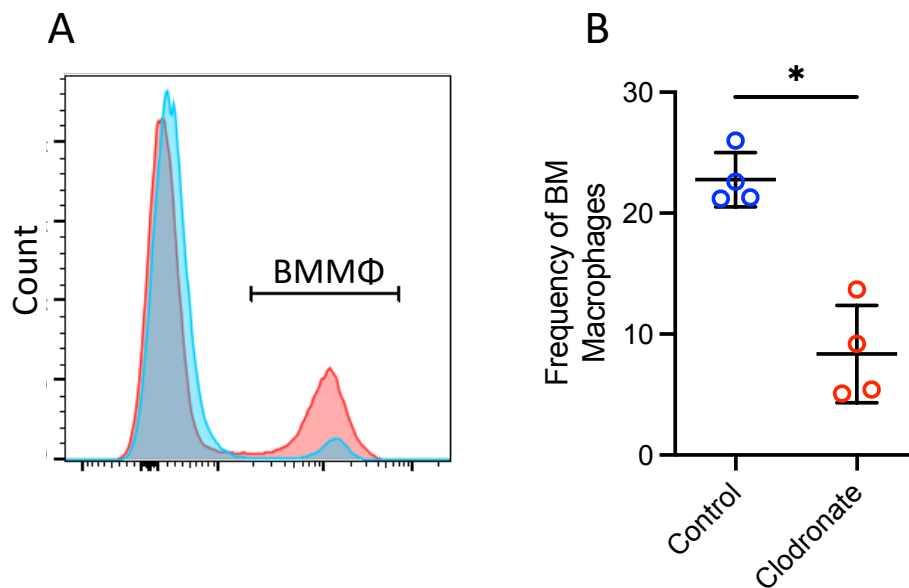 A
Count
BMMΦ
B
*
Frequency of BM
Macrophages
30
20
10
0
Control
Clodronate